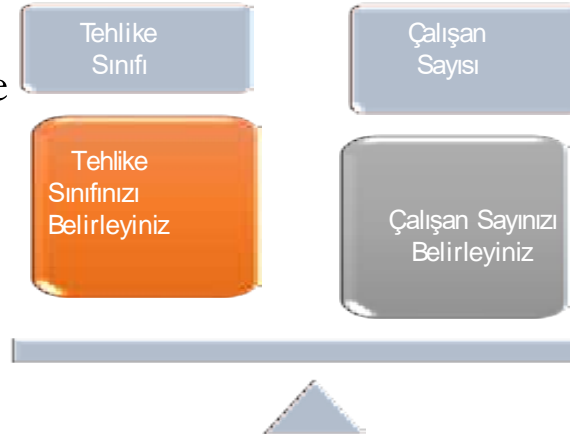 Tehlike
Sınıfı
Çalışan
Sayısı
e
Tehlike
Sınıfınızı
Belirleyiniz
Çalışan Sayınızı
Belirleyiniz